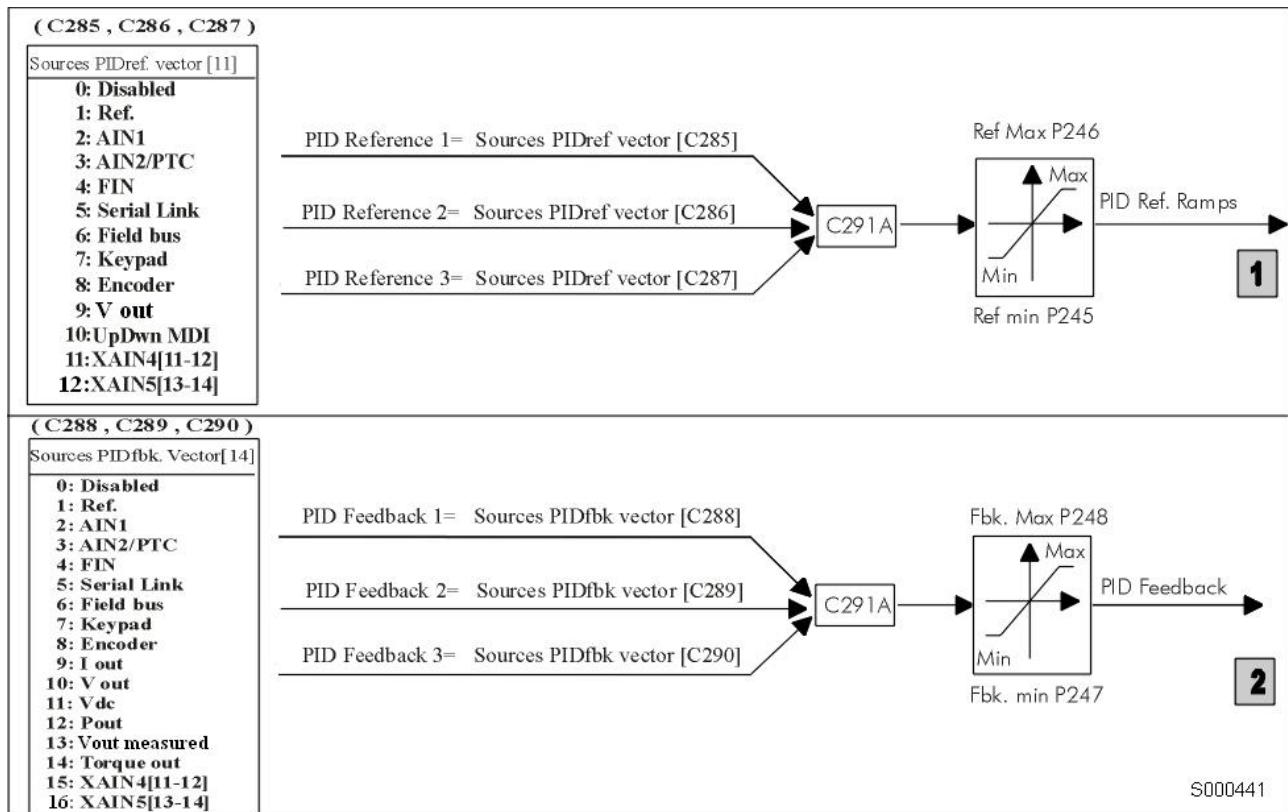 ( C285 , C286 , C287 )
Sources PIDref. vector [11]
0: Disabled
1: Ref.
2: AIN1
3: AIN2/PTC
4: FIN
5: Serial Link
6: Field bus
7: Keypad
8: Encoder
9: V out
10:UpDwn MDI
11:XAIN4[11-12]
12:XAIN5[13-14]
PID Reference 1= Sources PIDref vector [C285]
PID Reference 2= Sources PIDref vector [C286]
PID Reference 3= Sources PIDref vector [C287]
C291A
Ref Max P246
Max
Min
Ref min P245
PID Ref. Ramps
1
( C288 , C289 , C290 )
Sources PIDfbk. Vector[14]
0: Disabled
1: Ref.
2: AIN1
3: AIN2/PTC
4: FIN
5: Serial Link
6: Field bus
7: Keypad
8: Encoder
9: I out
10: V out
11: Vdc
12: Pout
13: Vout measured
14: Torque out
15: XAIN4[11-12]
16: XAIN5[13-14]
PID Feedback 1= Sources PIDfbk vector [C288]
PID Feedback 2= Sources PIDfbk vector [C289]
PID Feedback 3= Sources PIDfbk vector [C290]
C291A
Fbk. Max P248
Max
Min
Fbk. min P247
PID Feedback
2
S000441